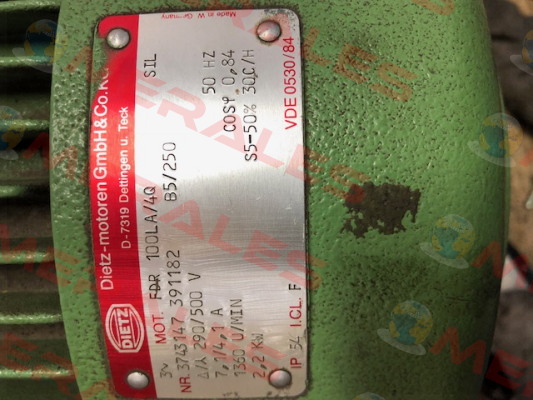 Made in W. Germany
Dietz-motoren GmbH & Co. KG
D-7319 Dettingen u. Teck
DIETZ
MOT. FDR 100LA/4Q SIL
3~
NR. 3743147 391182 B5/250
Δ/⅄ 290/500 V 50 HZ
7,1/4,1 A COSφ 0,84
1360 U/MIN
2,2 KW S5-50% 30C/H
IP 54 I.CL. F VDE 0530/84
MERALES